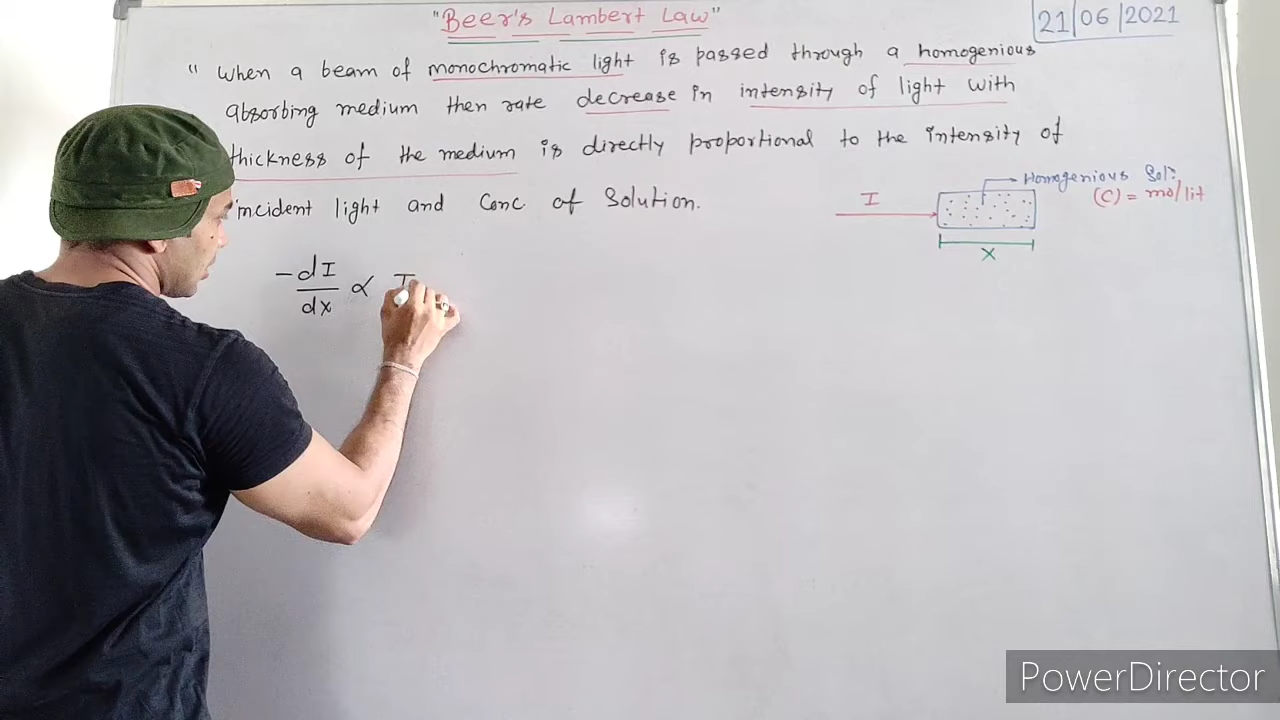 "Beer's Lambert Law"
21/06/2021
" When a beam of monochromatic light is passed through a homogenious
absorbing medium then rate decrease in intensity of light with
thickness of the medium is directly proportional to the intensity of
incident light and Conc. of Solution.
Homogenious Sol:
(C) = mo/lit
I
x
-dI/dx ∝ I
PowerDirector